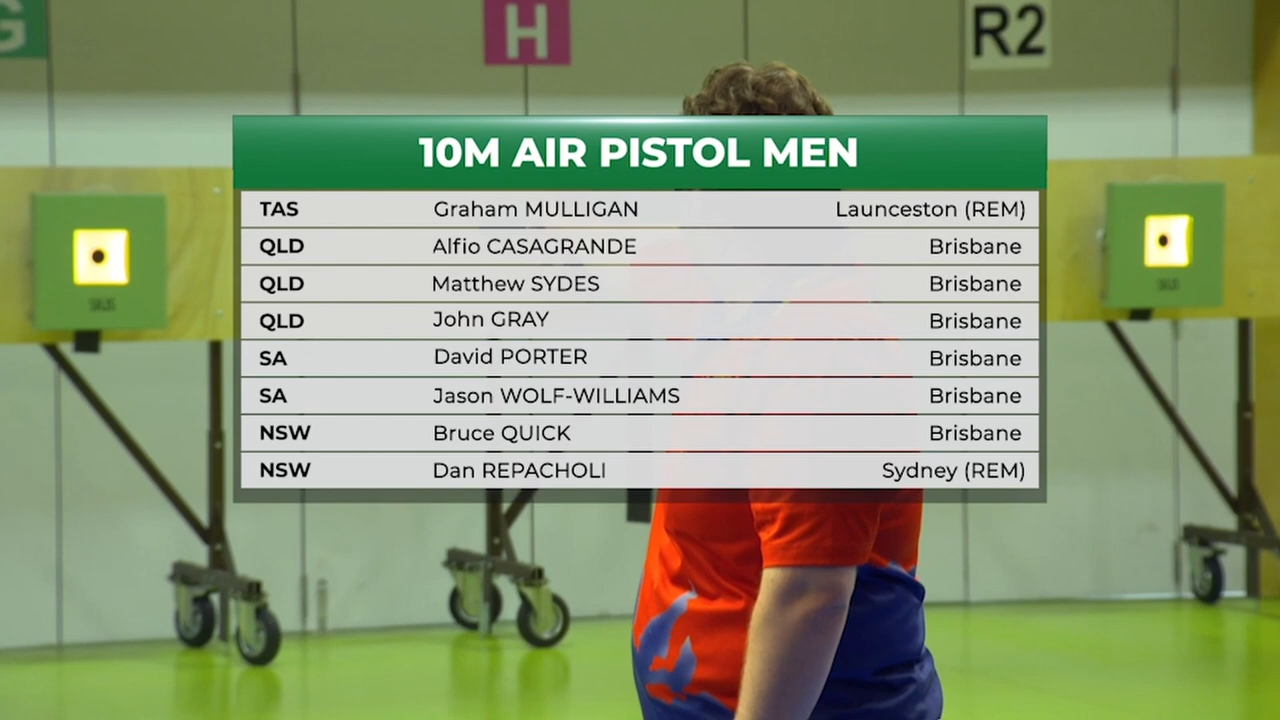 G
H
R2
10M AIR PISTOL MEN
TAS Graham MULLIGAN Launceston (REM)
QLD Alfio CASAGRANDE Brisbane
QLD Matthew SYDES Brisbane
QLD John GRAY Brisbane
SA David PORTER Brisbane
SA Jason WOLF-WILLIAMS Brisbane
NSW Bruce QUICK Brisbane
NSW Dan REPACHOLI Sydney (REM)